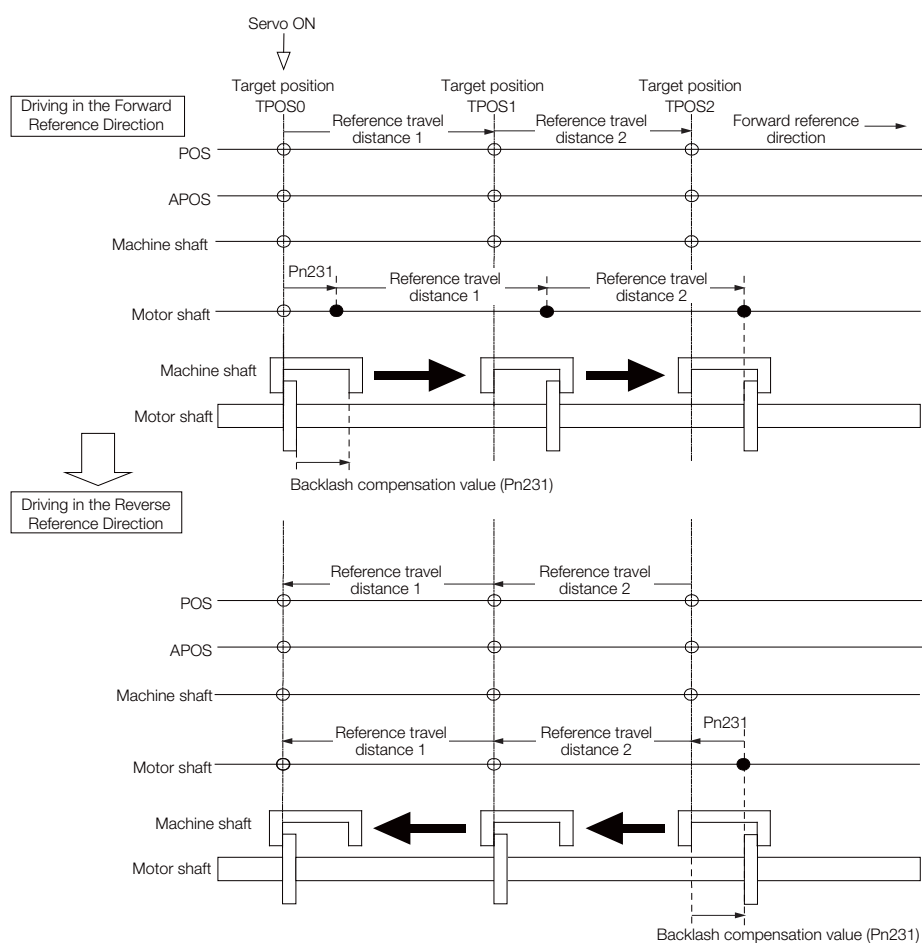 Servo ON
Target position
TPOS0
Target position
TPOS1
Target position
TPOS2
Driving in the Forward
Reference Direction
Reference travel
distance 1
Reference travel
distance 2
Forward reference
direction
POS
APOS
Machine shaft
Pn231
Reference travel
distance 1
Reference travel
distance 2
Motor shaft
Machine shaft
Motor shaft
Backlash compensation value (Pn231)
Driving in the Reverse
Reference Direction
Reference travel
distance 1
Reference travel
distance 2
POS
APOS
Machine shaft
Reference travel
distance 1
Reference travel
distance 2
Pn231
Motor shaft
Machine shaft
Motor shaft
Backlash compensation value (Pn231)